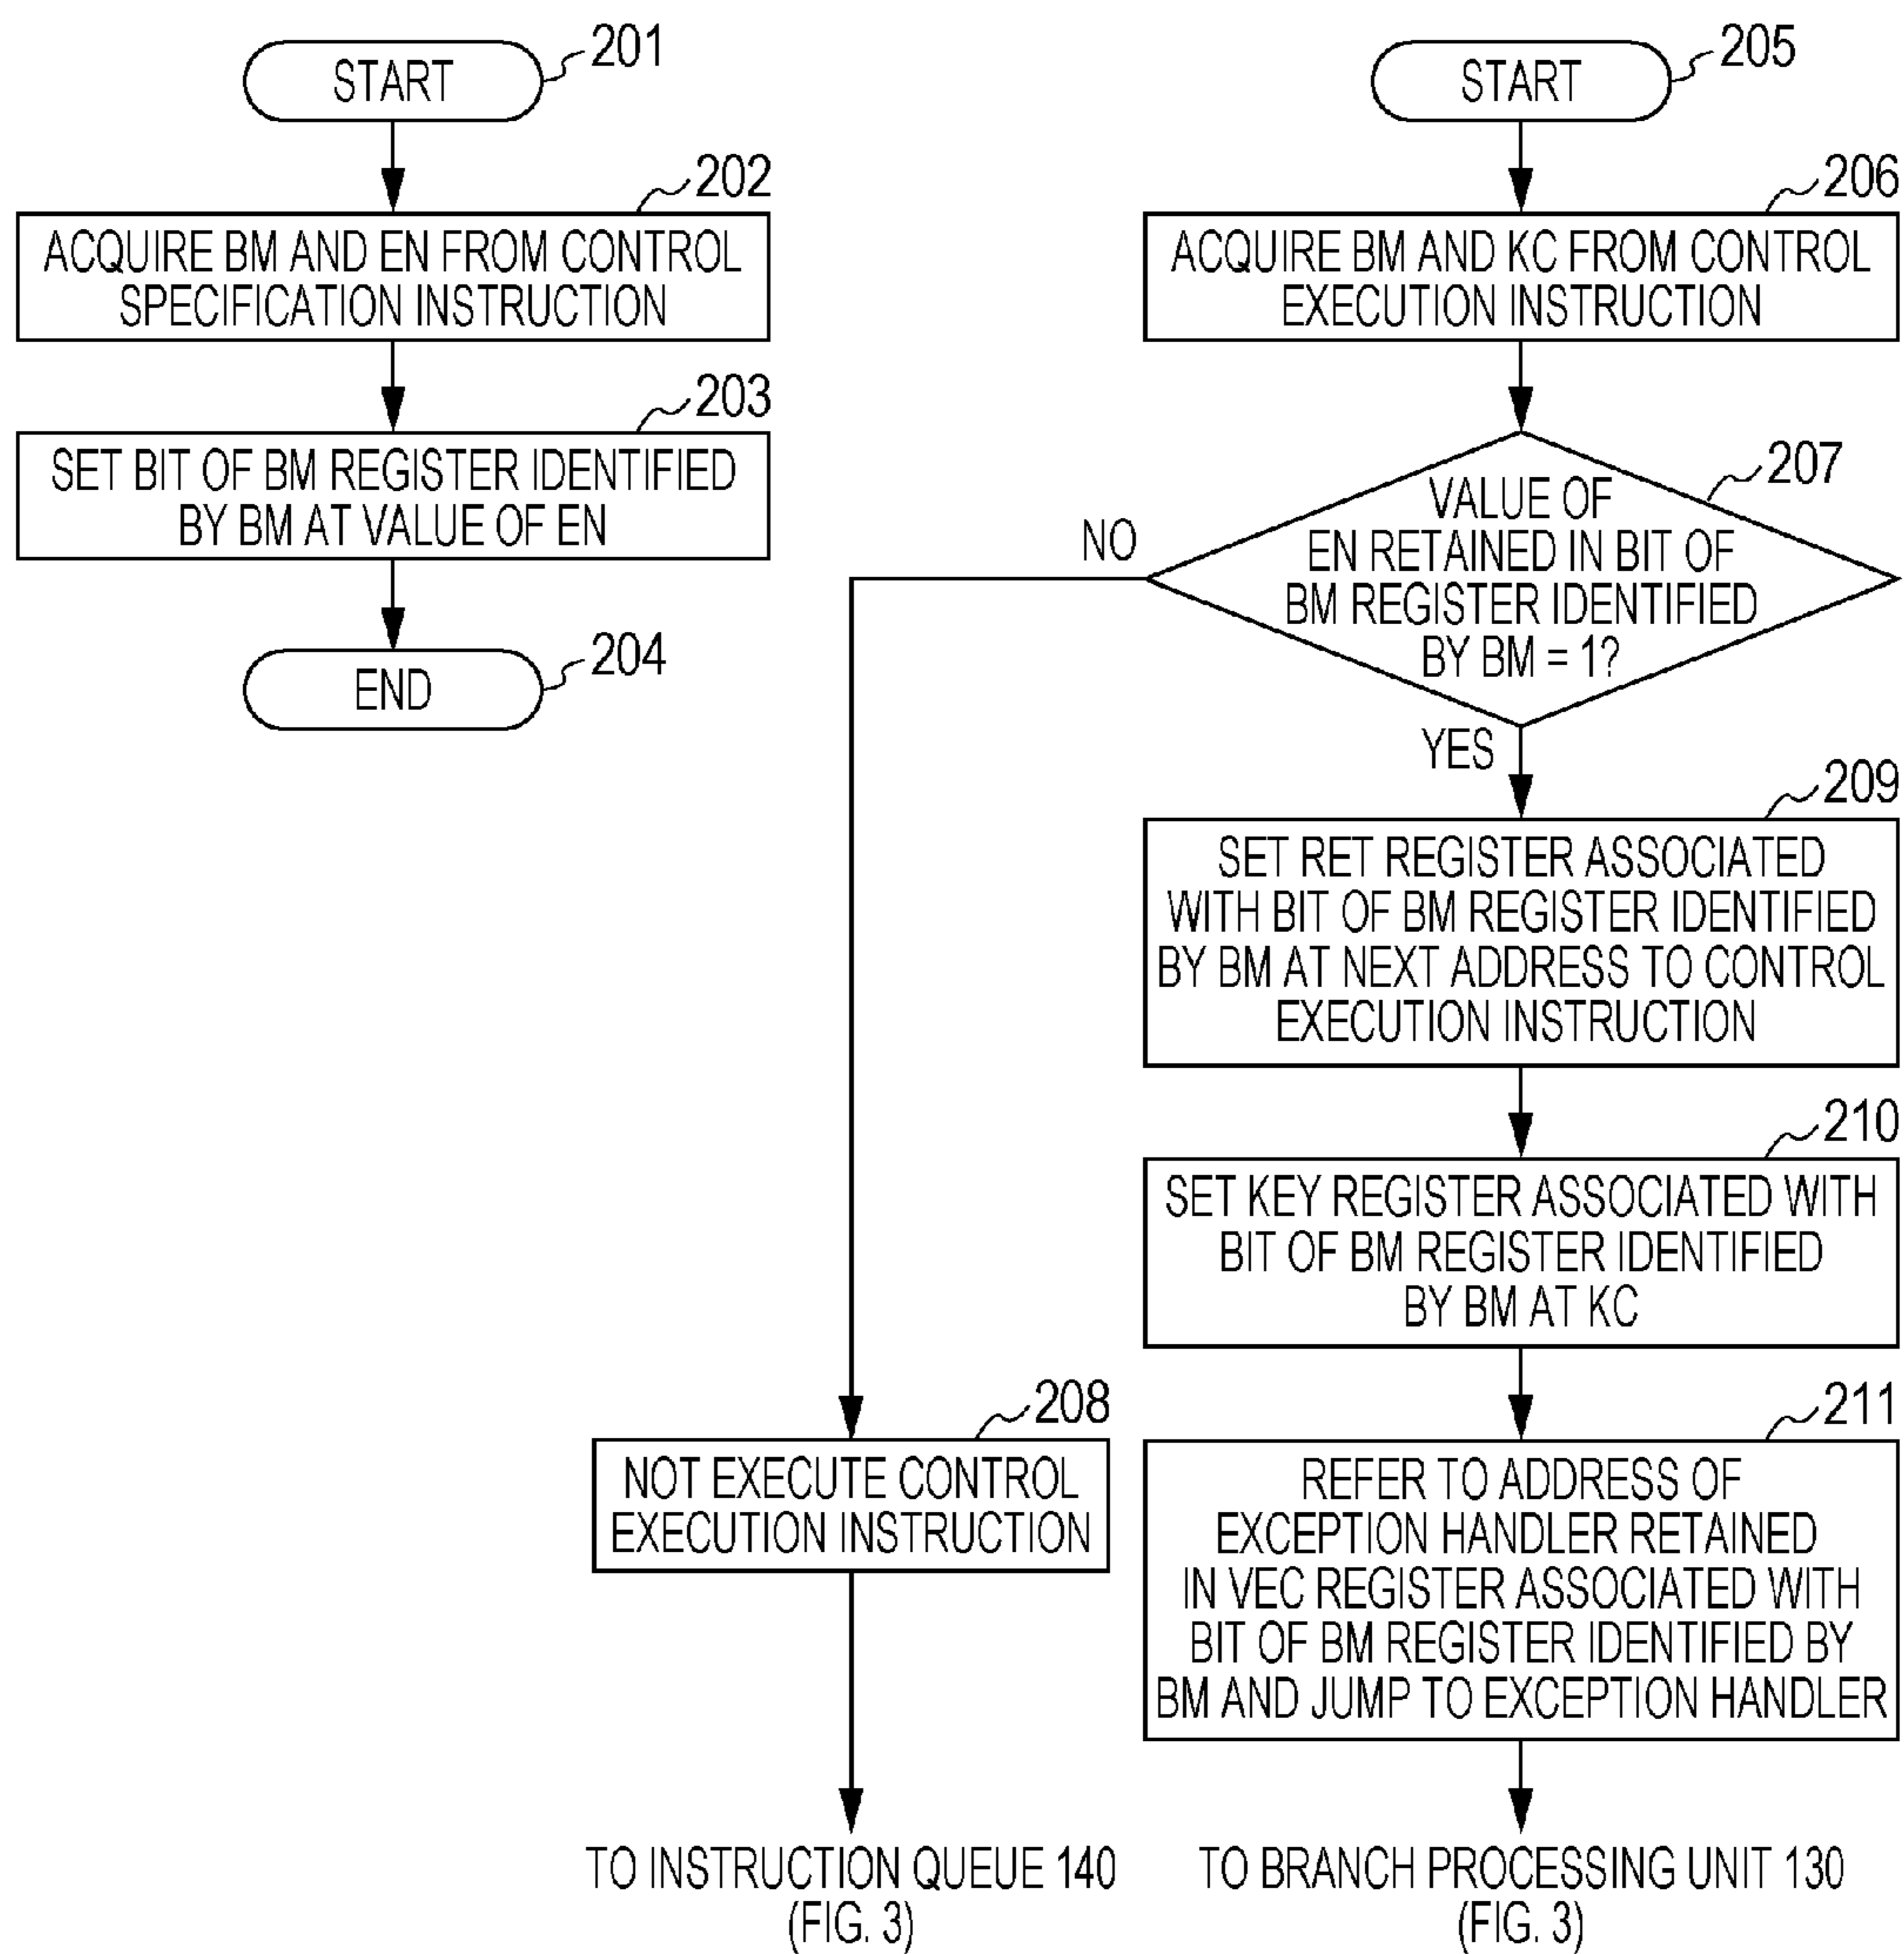 START
201
202
ACQUIRE BM AND EN FROM CONTROL
SPECIFICATION INSTRUCTION
203
SET BIT OF BM REGISTER IDENTIFIED
BY BM AT VALUE OF EN
END
204
START
205
206
ACQUIRE BM AND KC FROM CONTROL
EXECUTION INSTRUCTION
207
VALUE OF
EN RETAINED IN BIT OF
BM REGISTER IDENTIFIED
BY BM = 1?
NO
YES
208
NOT EXECUTE CONTROL
EXECUTION INSTRUCTION
TO INSTRUCTION QUEUE 140
(FIG. 3)
209
SET RET REGISTER ASSOCIATED
WITH BIT OF BM REGISTER IDENTIFIED
BY BM AT NEXT ADDRESS TO CONTROL
EXECUTION INSTRUCTION
210
SET KEY REGISTER ASSOCIATED WITH
BIT OF BM REGISTER IDENTIFIED
BY BM AT KC
211
REFER TO ADDRESS OF
EXCEPTION HANDLER RETAINED
IN VEC REGISTER ASSOCIATED WITH
BIT OF BM REGISTER IDENTIFIED BY
BM AND JUMP TO EXCEPTION HANDLER
TO BRANCH PROCESSING UNIT 130
(FIG. 3)